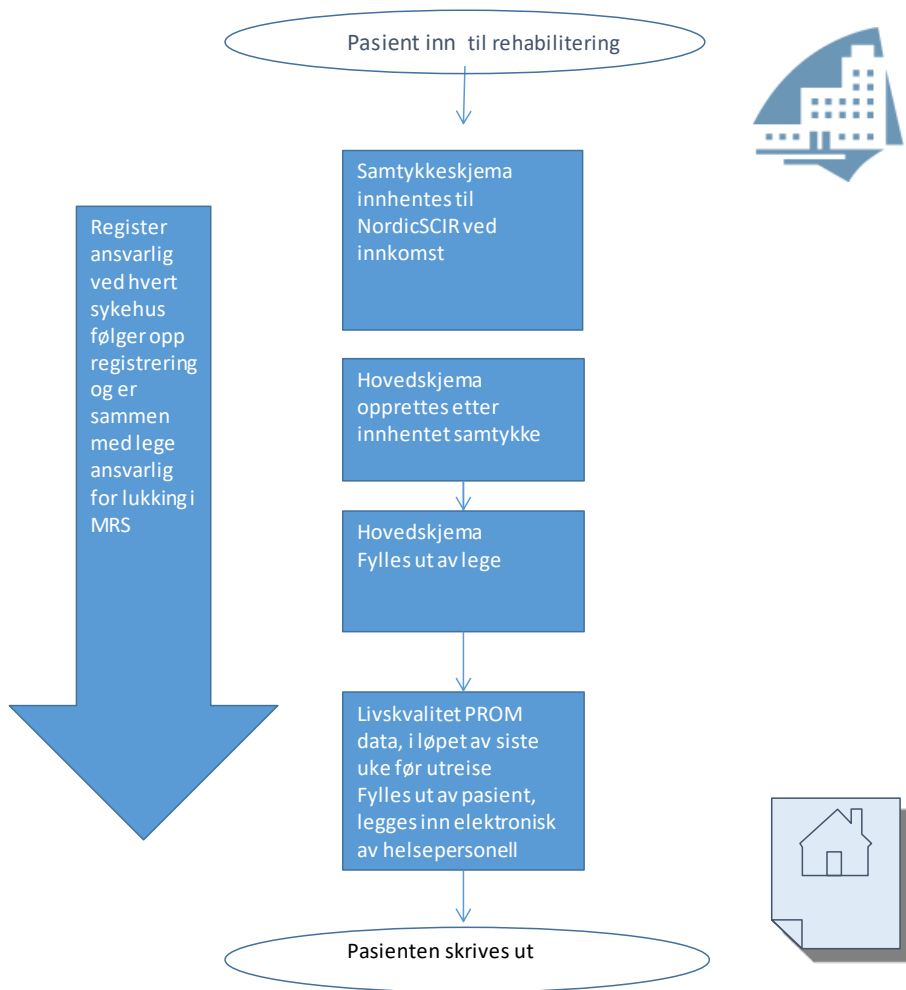 Pasient inn til rehabilitering
Samtykkeskjema
innhentes til
NordicSCIR ved
innkomst
Register
ansvarlig
ved hvert
sykehus
følger opp
registrering
og er
sammen
med lege
ansvarlig
for lukking i
MRS
Hovedskjema
opprettes etter
innhentet samtykke
Hovedskjema
Fylles ut av lege
Livskvalitet PROM
data, i løpet av siste
uke før utreise
Fylles ut av pasient,
legges inn elektronisk
av helsepersonell
Pasienten skrives ut